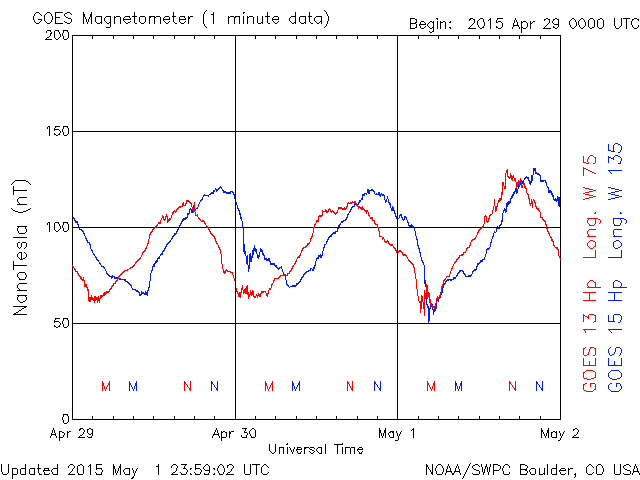 GOES Magnetometer (1 minute data)
Begin: 2015 Apr 29 0000 UTC
200
150
100
50
0
NanoTesla (nT)
M M N N M M N N M M N N
Apr 29 Apr 30 May 1 May 2
Universal Time
GOES 13 Hp Long. W 75
GOES 15 Hp Long. W 135
Updated 2015 May 1 23:59:02 UTC
NOAA/SWPC Boulder, CO USA